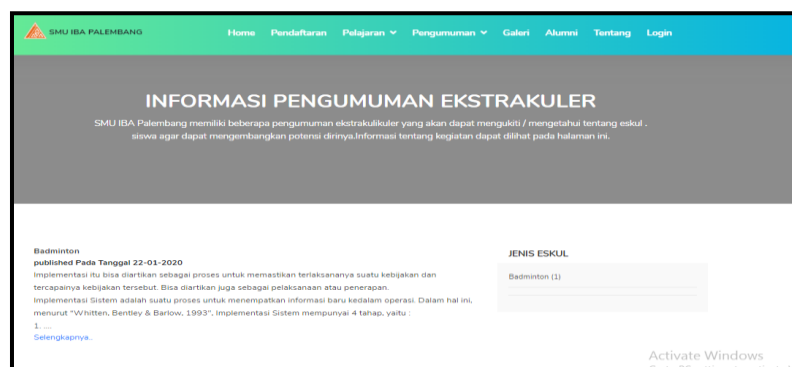 SMU IBA PALEMBANG Home Pendaftaran Pelajaran Pengumuman Galeri Alumni Tentang Login
INFORMASI PENGUMUMAN EKSTRAKULER
SMU IBA Palembang memiliki beberapa pengumuman ekstrakulikuler yang akan dapat mengukiti / mengetahui tentang eskul .
siswa agar dapat mengembangkan potensi dirinya.Informasi tentang kegiatan dapat dilihat pada halaman ini.
Badminton
published Pada Tanggal 22-01-2020
Implementasi itu bisa diartikan sebagai proses untuk memastikan terlaksananya suatu kebijakan dan
tercapainya kebijakan tersebut. Bisa diartikan juga sebagai pelaksanaan atau penerapan.
Implementasi Sistem adalah suatu proses untuk menempatkan informasi baru kedalam operasi. Dalam hal ini,
menurut "Whitten, Bentley & Barlow, 1993", Implementasi Sistem mempunyai 4 tahap, yaitu :
1. ....
Selengkapnya..
JENIS ESKUL
Badminton (1)
Activate Windows